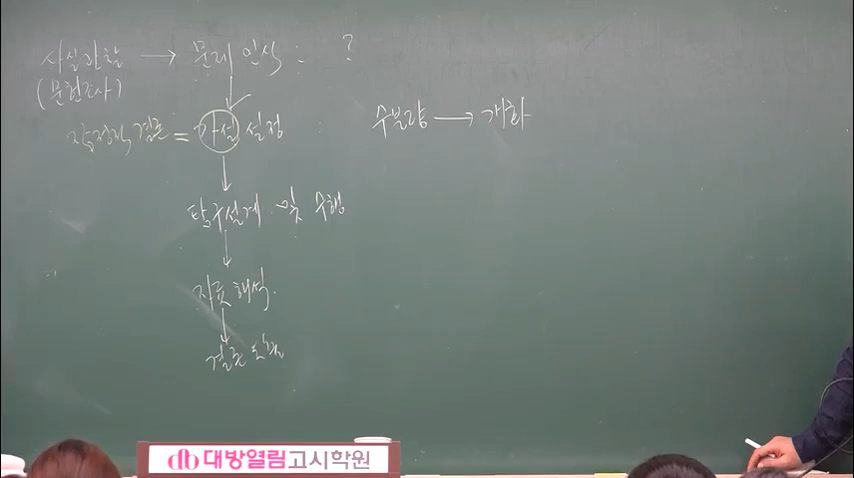 사실관찰 → 문제 인식 : ?
(문헌조사)
잠정적 결론 = 가설 설정
수분량 → 개화
탐구설계 및 수행
자료 해석
결론 도출
db 대방열림고시학원